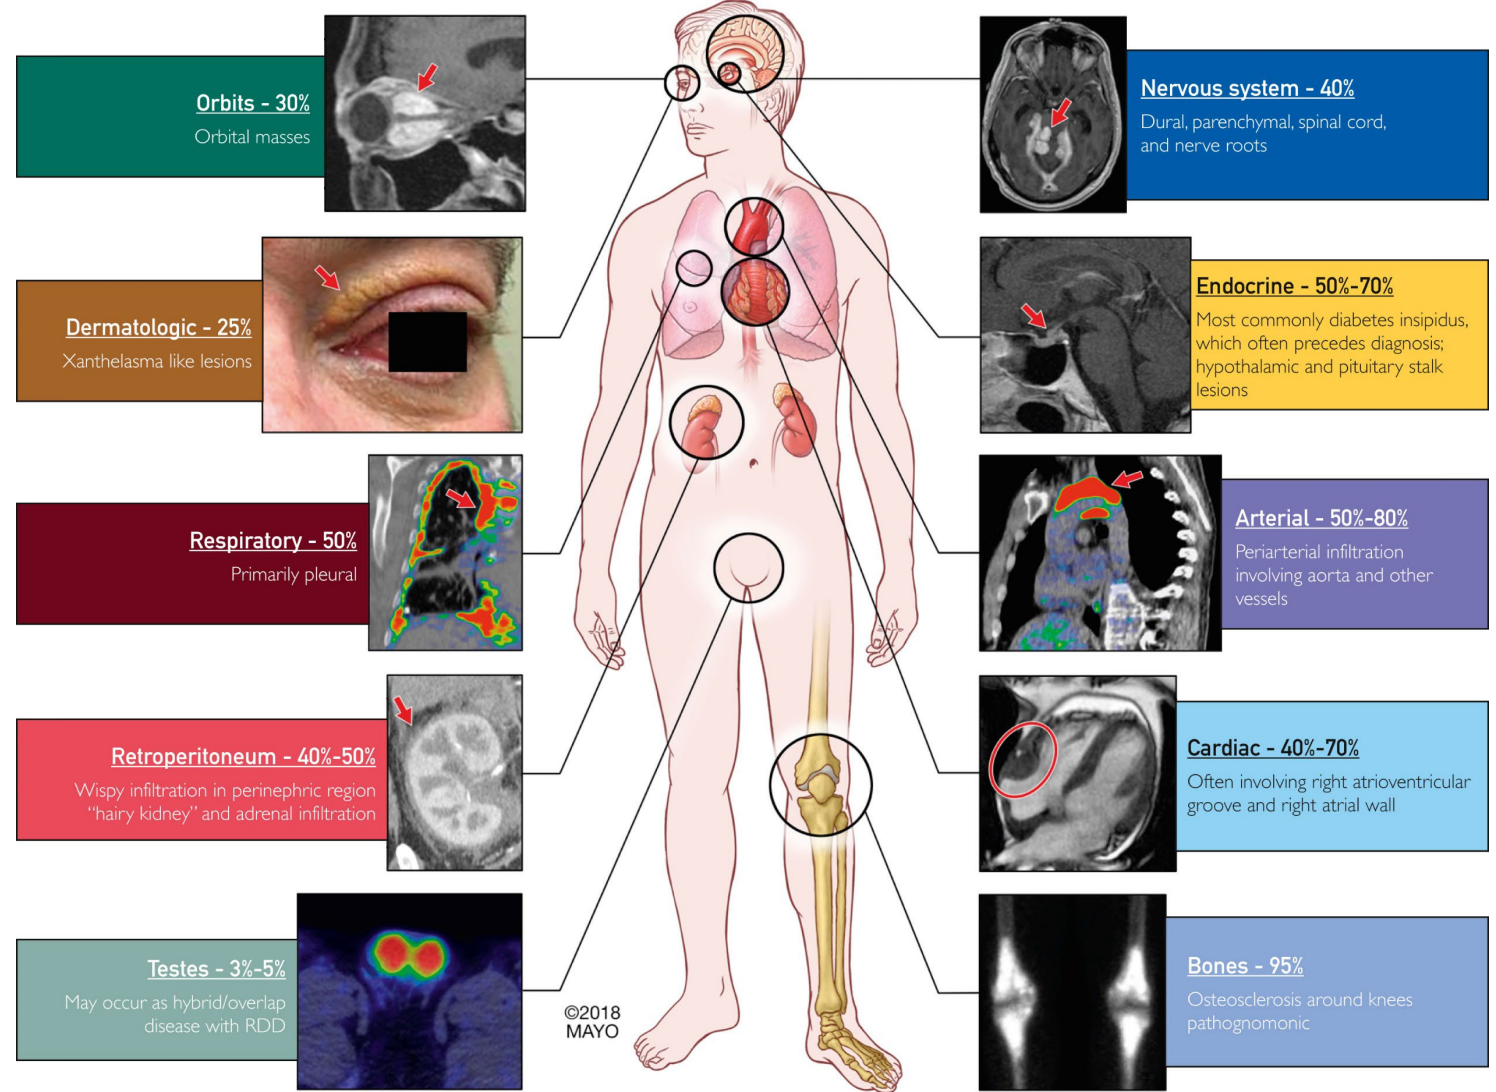 Orbits - 30%
Orbital masses
Dermatologic - 25%
Xanthelasma like lesions
Respiratory - 50%
Primarily pleural
Retroperitoneum - 40%-50%
Wispy infiltration in perinephric region
“hairy kidney” and adrenal infiltration
Testes - 3%-5%
May occur as hybrid/overlap
disease with RDD
©2018
MAYO
Nervous system - 40%
Dural, parenchymal, spinal cord,
and nerve roots
Endocrine - 50%-70%
Most commonly diabetes insipidus,
which often precedes diagnosis;
hypothalamic and pituitary stalk
lesions
Arterial - 50%-80%
Periarterial infiltration
involving aorta and other
vessels
Cardiac - 40%-70%
Often involving right atrioventricular
groove and right atrial wall
Bones - 95%
Osteosclerosis around knees
pathognomonic